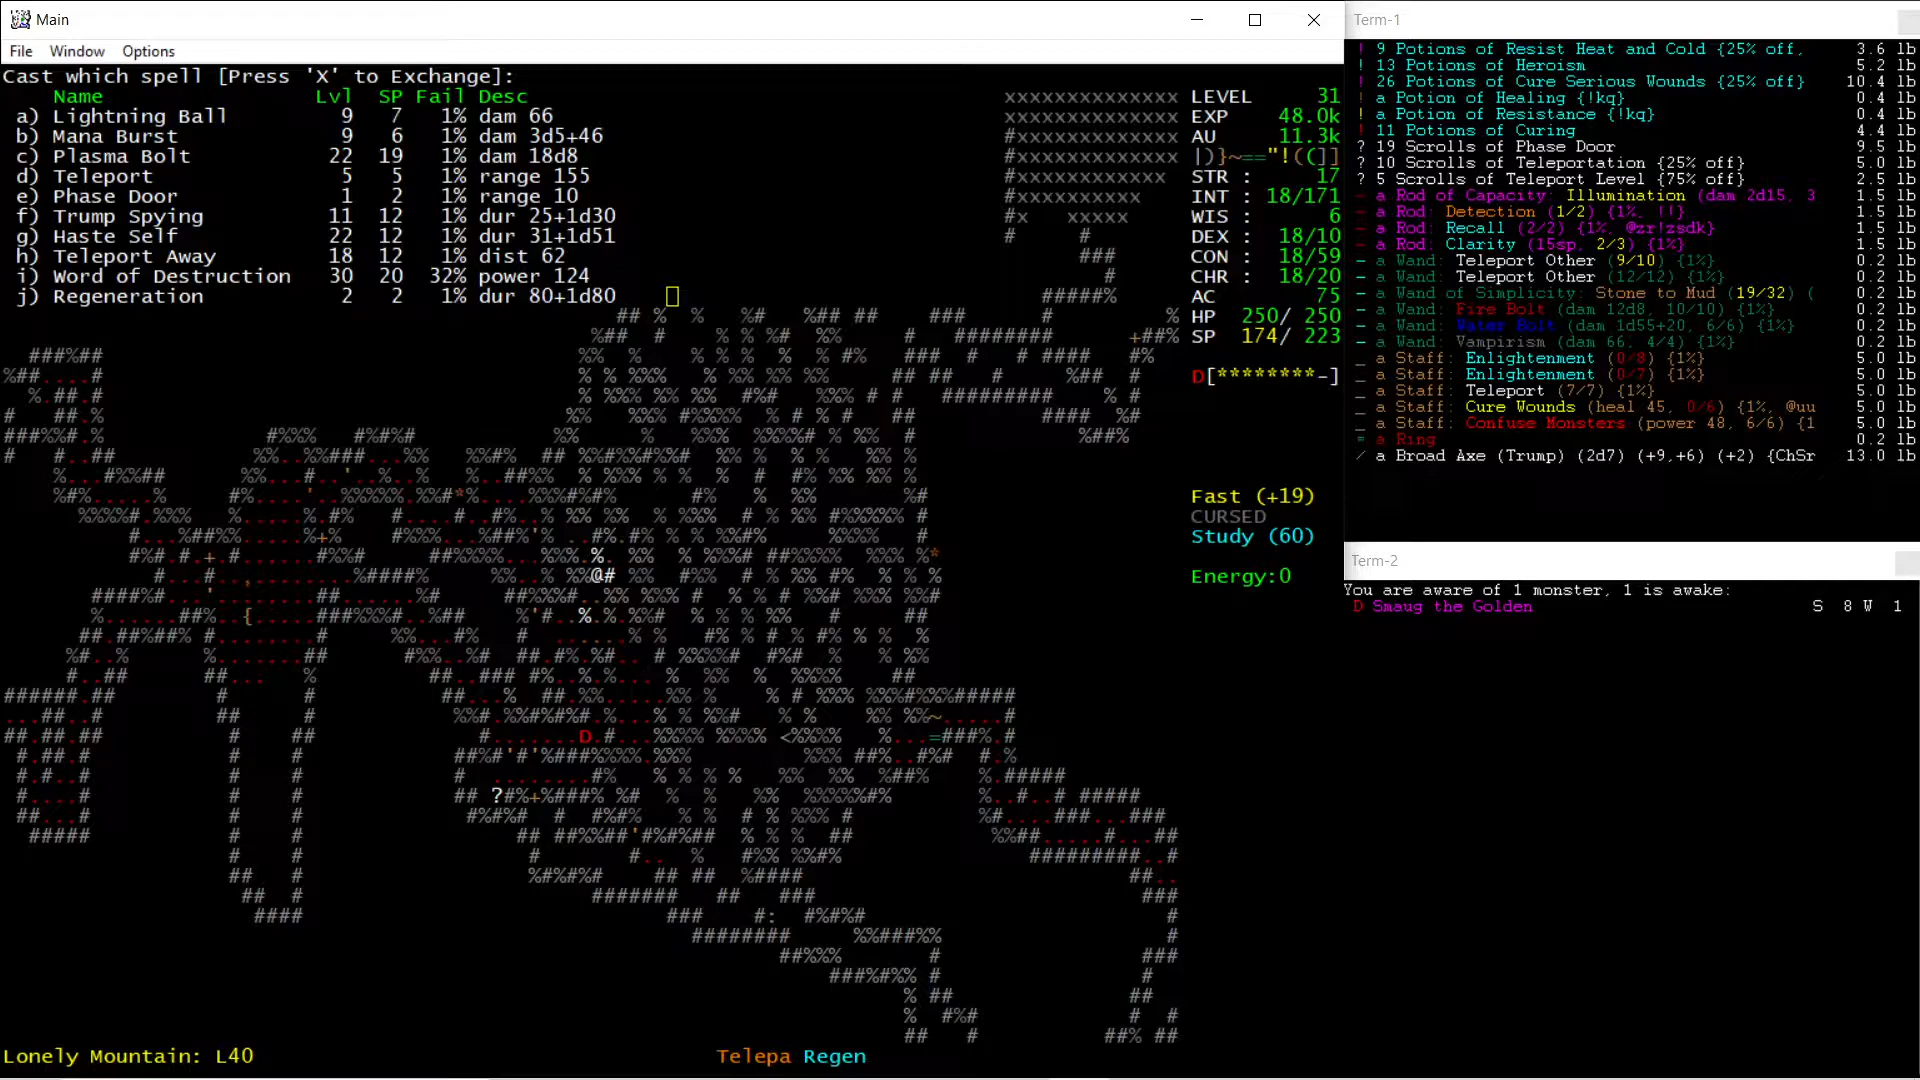 Main
File Window Options
Cast which spell [Press 'X' to Exchange]:
Name Lvl SP Fail Desc
a) Lightning Ball 9 7 1% dam 66
b) Mana Burst 9 6 1% dam 3d5+46
c) Plasma Bolt 22 19 1% dam 18d8
d) Teleport 5 5 1% range 155
e) Phase Door 1 2 1% range 10
f) Trump Spying 11 12 1% dur 25+1d30
g) Haste Self 22 12 1% dur 31+1d51
h) Teleport Away 18 12 1% dist 62
i) Word of Destruction 30 20 32% power 124
j) Regeneration 2 2 1% dur 80+1d80
LEVEL 31
EXP 48.0k
AU 11.3k
|)}~=="!((]]
STR : 17
INT : 18/171
WIS : 6
DEX : 18/10
CON : 18/59
CHR : 18/20
AC 75
HP 250/ 250
SP 174/ 223
D[********-]
Fast (+19)
CURSED
Study (60)
Energy:0
Lonely Mountain: L40
Telepa Regen
Term-1
! 9 Potions of Resist Heat and Cold {25% off, 3.6 lb
! 13 Potions of Heroism 5.2 lb
! 26 Potions of Cure Serious Wounds {25% off} 10.4 lb
! a Potion of Healing {!kq} 0.4 lb
! a Potion of Resistance {!kq} 0.4 lb
! 11 Potions of Curing 4.4 lb
? 19 Scrolls of Phase Door 9.5 lb
? 10 Scrolls of Teleportation {25% off} 5.0 lb
? 5 Scrolls of Teleport Level {75% off} 2.5 lb
- a Rod of Capacity: Illumination (dam 2d15, 3 1.5 lb
- a Rod: Detection (1/2) {1%, !!} 1.5 lb
- a Rod: Recall (2/2) {1%, @zr!zsdk} 1.5 lb
- a Rod: Clarity (15sp, 2/3) {1%} 1.5 lb
- a Wand: Teleport Other (9/10) {1%} 0.2 lb
- a Wand: Teleport Other (12/12) {1%} 0.2 lb
- a Wand of Simplicity: Stone to Mud (19/32) ( 0.2 lb
- a Wand: Fire Bolt (dam 12d8, 10/10) {1%} 0.2 lb
- a Wand: Water Bolt (dam 1d55+20, 6/6) {1%} 0.2 lb
- a Wand: Vampirism (dam 66, 4/4) {1%} 0.2 lb
_ a Staff: Enlightenment (0/8) {1%} 5.0 lb
_ a Staff: Enlightenment (0/7) {1%} 5.0 lb
_ a Staff: Teleport (7/7) {1%} 5.0 lb
_ a Staff: Cure Wounds (heal 45, 0/6) {1%, @uu 5.0 lb
_ a Staff: Confuse Monsters (power 48, 6/6) {1 5.0 lb
= a Ring 0.2 lb
/ a Broad Axe (Trump) (2d7) (+9,+6) (+2) {ChSr 13.0 lb
Term-2
You are aware of 1 monster, 1 is awake:
D Smaug the Golden S 8 W 1